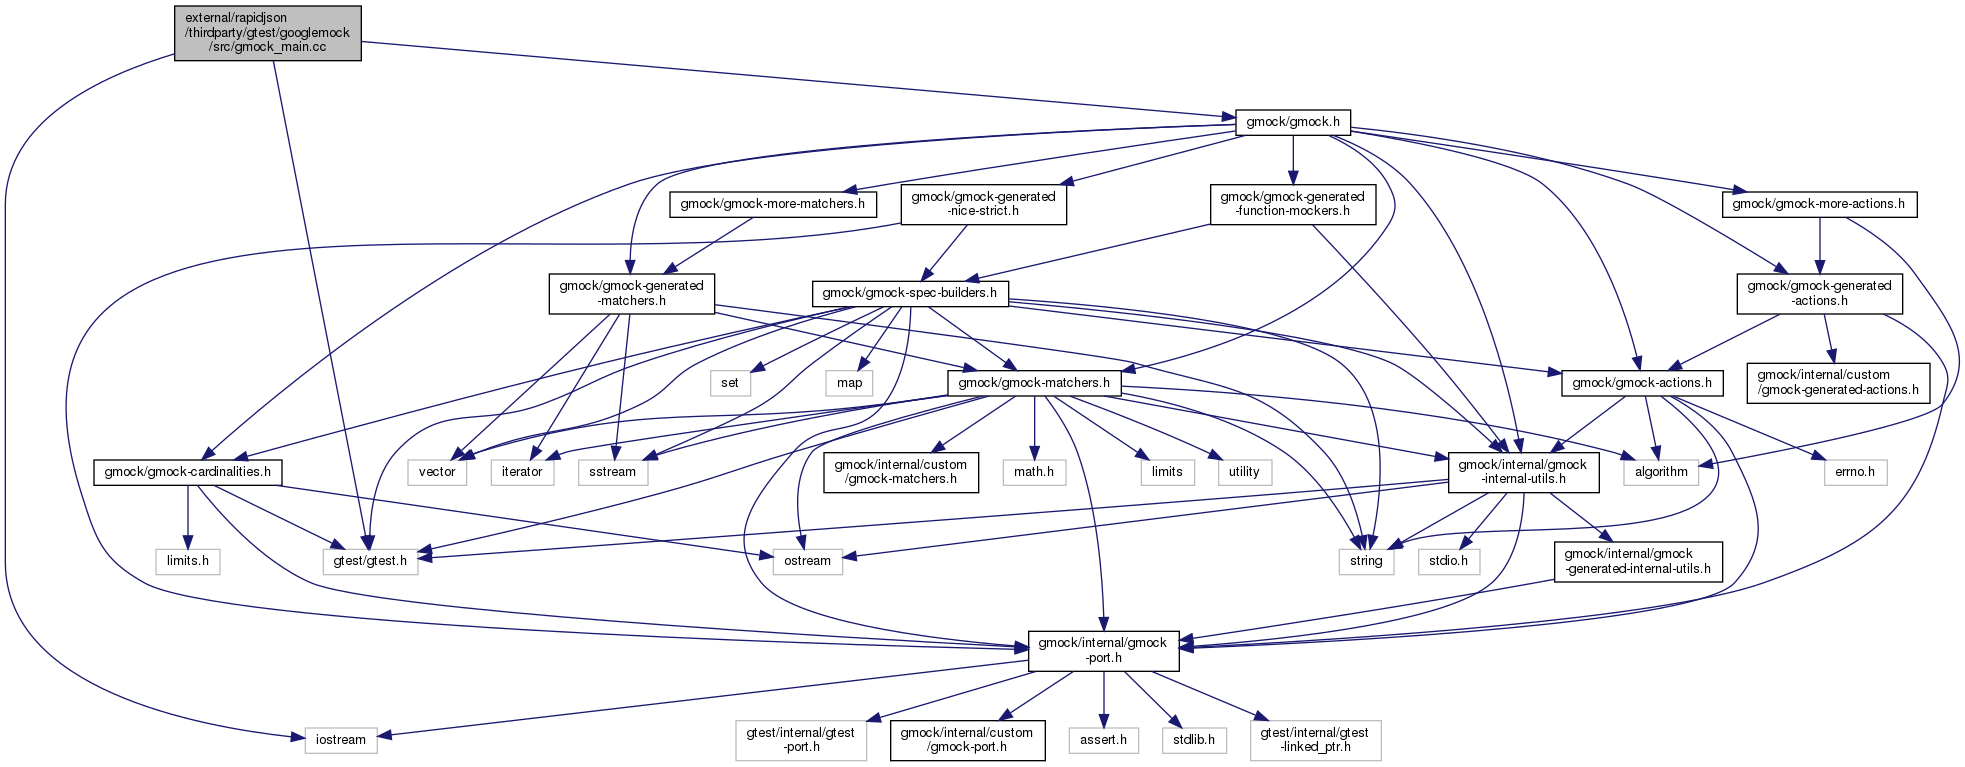 external/rapidjson
/thirdparty/gtest/googlemock
/src/gmock_main.cc
gmock/gmock.h
gmock/gmock-more-matchers.h
gmock/gmock-generated
-nice-strict.h
gmock/gmock-generated
-function-mockers.h
gmock/gmock-more-actions.h
gmock/gmock-generated
-matchers.h
gmock/gmock-spec-builders.h
gmock/gmock-generated
-actions.h
set
map
gmock/gmock-matchers.h
gmock/gmock-actions.h
gmock/internal/custom
/gmock-generated-actions.h
gmock/gmock-cardinalities.h
vector
iterator
sstream
gmock/internal/custom
/gmock-matchers.h
math.h
limits
utility
gmock/internal/gmock
-internal-utils.h
algorithm
errno.h
limits.h
gtest/gtest.h
ostream
string
stdio.h
gmock/internal/gmock
-generated-internal-utils.h
gmock/internal/gmock
-port.h
iostream
gtest/internal/gtest
-port.h
gmock/internal/custom
/gmock-port.h
assert.h
stdlib.h
gtest/internal/gtest
-linked_ptr.h